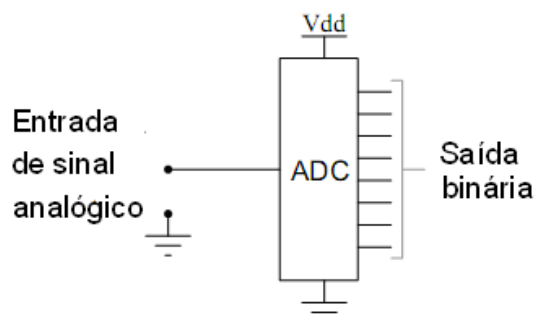 Vdd
Entrada
de sinal
analógico
ADC
Saída
binária